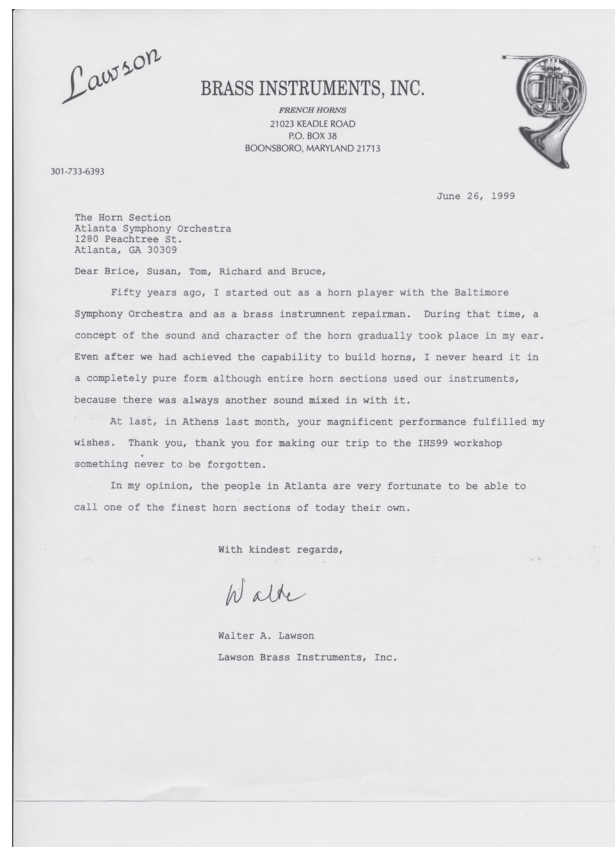 Lawson
BRASS INSTRUMENTS, INC.
FRENCH HORNS
21023 KEADLE ROAD
P.O. BOX 38
BOONSBORO, MARYLAND 21713
301-733-6393
June 26, 1999
The Horn Section
Atlanta Symphony Orchestra
1280 Peachtree St.
Atlanta, GA 30309
Dear Brice, Susan, Tom, Richard and Bruce,
Fifty years ago, I started out as a horn player with the Baltimore
Symphony Orchestra and as a brass instrumnent repairman. During that time, a
concept of the sound and character of the horn gradually took place in my ear.
Even after we had achieved the capability to build horns, I never heard it in
a completely pure form although entire horn sections used our instruments,
because there was always another sound mixed in with it.
At last, in Athens last month, your magnificent performance fulfilled my
wishes. Thank you, thank you for making our trip to the IHS99 workshop
something never to be forgotten.
In my opinion, the people in Atlanta are very fortunate to be able to
call one of the finest horn sections of today their own.
With kindest regards,
Walter
Walter A. Lawson
Lawson Brass Instruments, Inc.